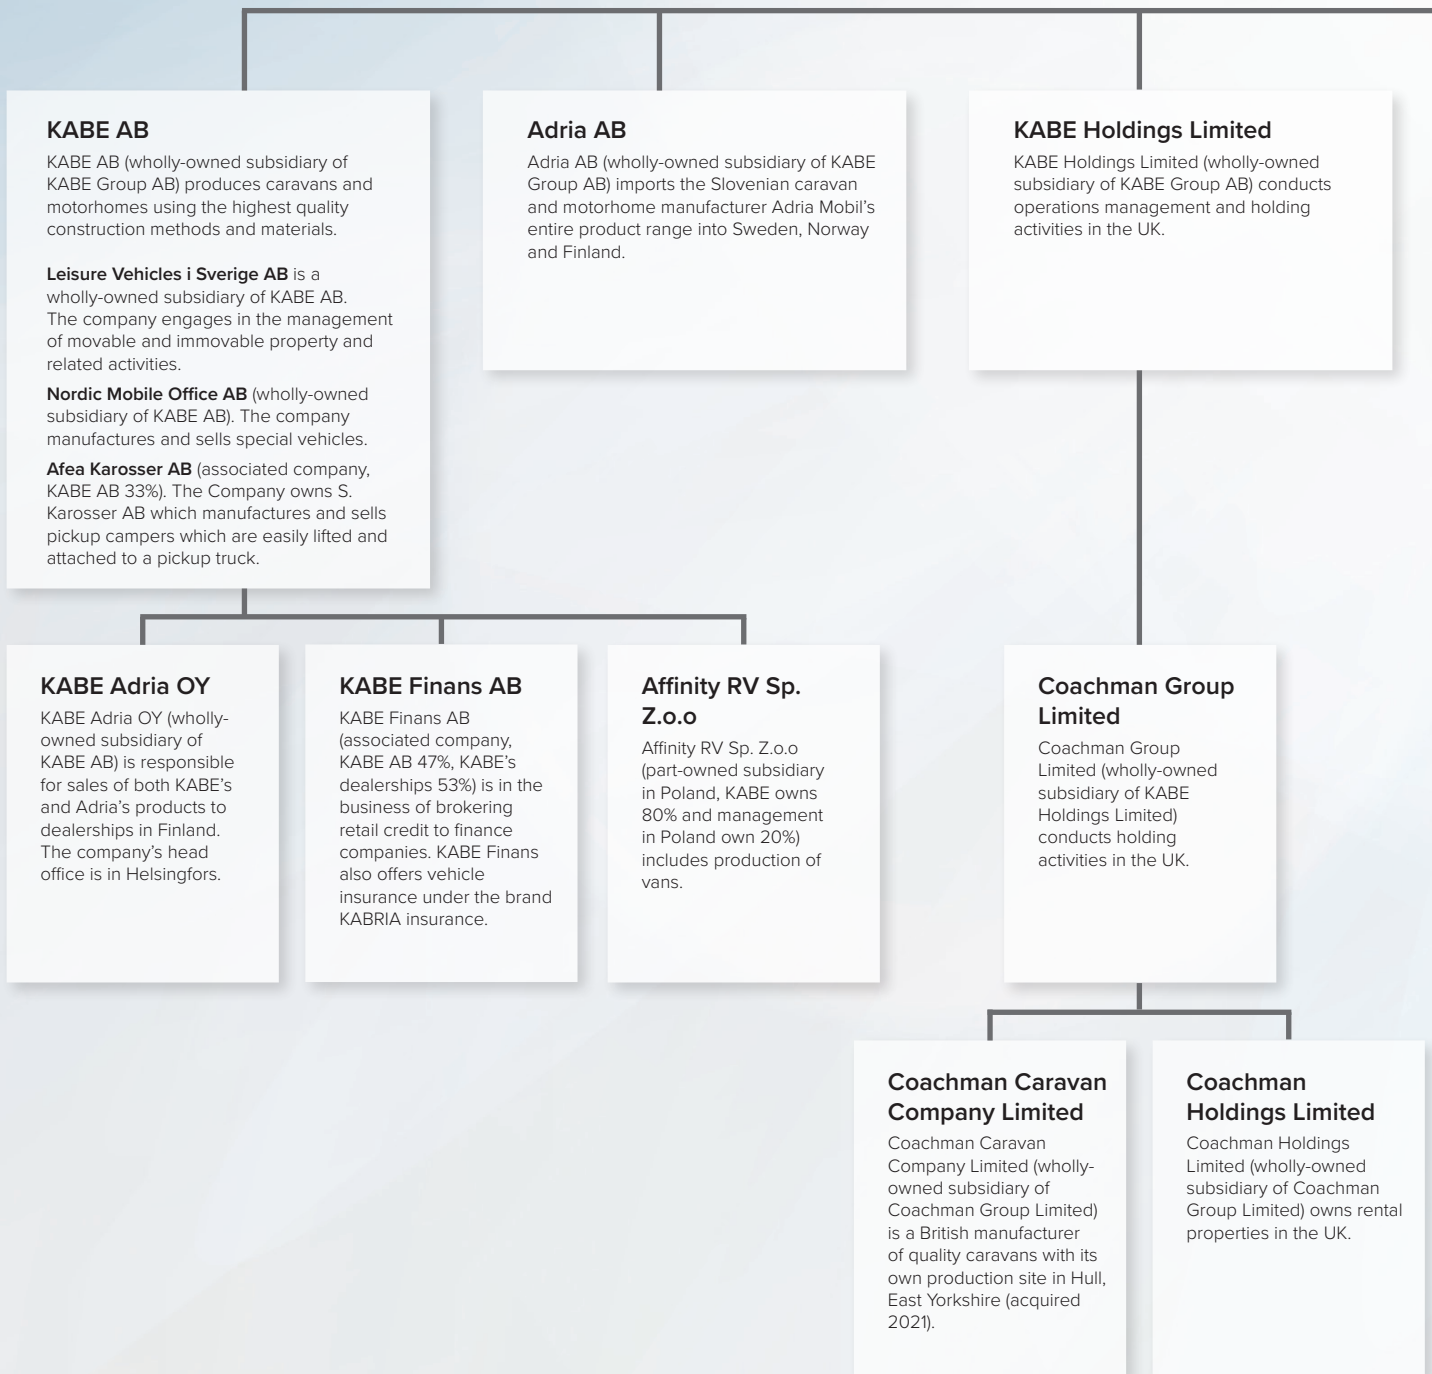 KABE AB
KABE AB (wholly-owned subsidiary of
KABE Group AB) produces caravans and
motorhomes using the highest quality
construction methods and materials.
Leisure Vehicles i Sverige AB is a
wholly-owned subsidiary of KABE AB.
The company engages in the management
of movable and immovable property and
related activities.
Nordic Mobile Office AB (wholly-owned
subsidiary of KABE AB). The company
manufactures and sells special vehicles.
Afea Karosser AB (associated company,
KABE AB 33%). The Company owns S.
Karosser AB which manufactures and sells
pickup campers which are easily lifted and
attached to a pickup truck.
Adria AB
Adria AB (wholly-owned subsidiary of KABE
Group AB) imports the Slovenian caravan
and motorhome manufacturer Adria Mobil’s
entire product range into Sweden, Norway
and Finland.
KABE Holdings Limited
KABE Holdings Limited (wholly-owned
subsidiary of KABE Group AB) conducts
operations management and holding
activities in the UK.
KABE Adria OY
KABE Adria OY (wholly-
owned subsidiary of
KABE AB) is responsible
for sales of both KABE’s
and Adria’s products to
dealerships in Finland.
The company’s head
office is in Helsingfors.
KABE Finans AB
KABE Finans AB
(associated company,
KABE AB 47%, KABE’s
dealerships 53%) is in the
business of brokering
retail credit to finance
companies. KABE Finans
also offers vehicle
insurance under the brand
KABRIA insurance.
Affinity RV Sp.
Z.o.o
Affinity RV Sp. Z.o.o
(part-owned subsidiary
in Poland, KABE owns
80% and management
in Poland own 20%)
includes production of
vans.
Coachman Group
Limited
Coachman Group
Limited (wholly-owned
subsidiary of KABE
Holdings Limited)
conducts holding
activities in the UK.
Coachman Caravan
Company Limited
Coachman Caravan
Company Limited (wholly-
owned subsidiary of
Coachman Group Limited)
is a British manufacturer
of quality caravans with its
own production site in Hull,
East Yorkshire (acquired
2021).
Coachman
Holdings Limited
Coachman Holdings
Limited (wholly-owned
subsidiary of Coachman
Group Limited) owns rental
properties in the UK.